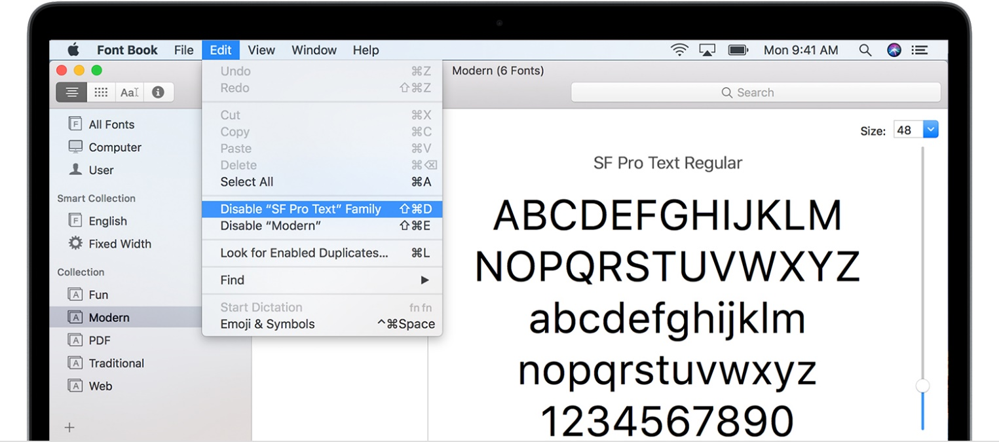 Font Book File Edit View Window Help Mon 9:41 AM
Modern (6 Fonts)
Aa
Search
All Fonts
Computer
User
Smart Collection
English
Fixed Width
Collection
Fun
Modern
PDF
Traditional
Web
+
Undo ⌘Z
Redo ⇧⌘Z
Cut ⌘X
Copy ⌘C
Paste ⌘V
Delete ⌘⌫
Select All ⌘A
Disable “SF Pro Text” Family ⇧⌘D
Disable “Modern” ⇧⌘E
Look for Enabled Duplicates... ⌘L
Find ▶
Start Dictation fn fn
Emoji & Symbols ^⌘Space
Size: 48
SF Pro Text Regular
ABCDEFGHIJKLM
NOPQRSTUVWXYZ
abcdefghijklm
nopqrstuvwxyz
1234567890